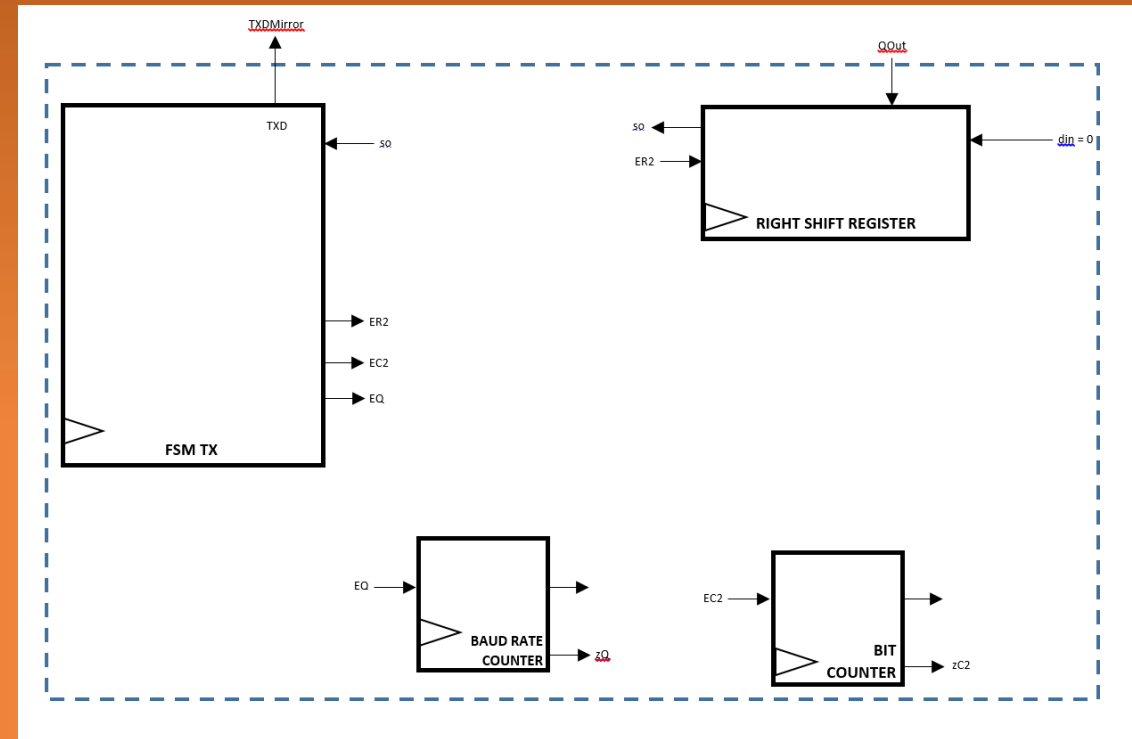 TXDMirror
QOut
TXD
so
so
din = 0
ER2
RIGHT SHIFT REGISTER
ER2
EC2
EQ
FSM TX
EQ
EC2
BAUD RATE
COUNTER
zQ
BIT
COUNTER
zC2